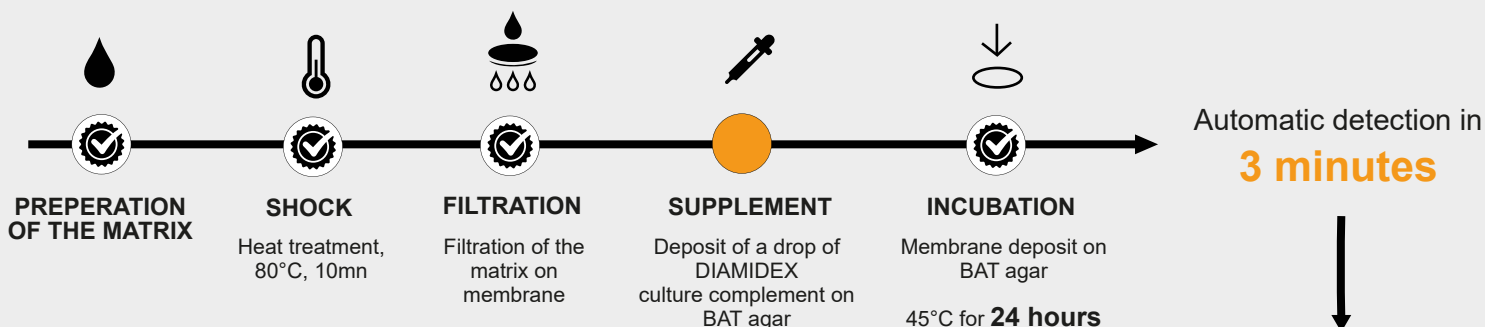 PREPERATION
OF THE MATRIX
SHOCK
Heat treatment,
80°C, 10mn
FILTRATION
Filtration of the
matrix on
membrane
SUPPLEMENT
Deposit of a drop of
DIAMIDEX
culture complement on
BAT agar
INCUBATION
Membrane deposit on
BAT agar
45°C for 24 hours
Automatic detection in
3 minutes